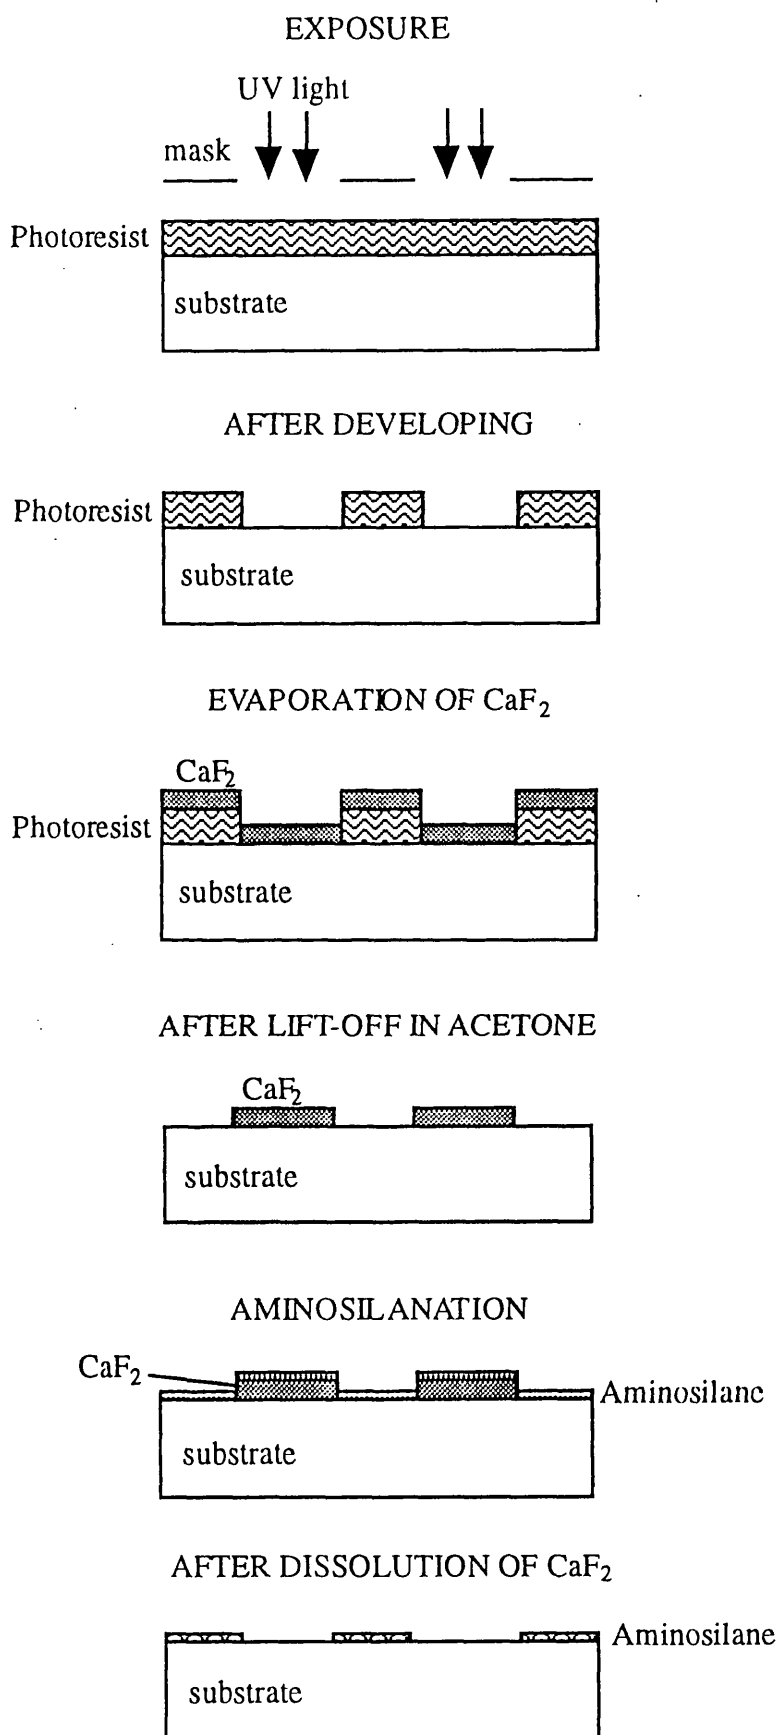 EXPOSURE
UV light
mask
Photoresist
substrate
AFTER DEVELOPING
Photoresist
substrate
EVAPORATION OF CaF₂
CaF₂
Photoresist
substrate
AFTER LIFT-OFF IN ACETONE
CaF₂
substrate
AMINOSILANATION
CaF₂
Aminosilane
substrate
AFTER DISSOLUTION OF CaF₂
Aminosilane
substrate